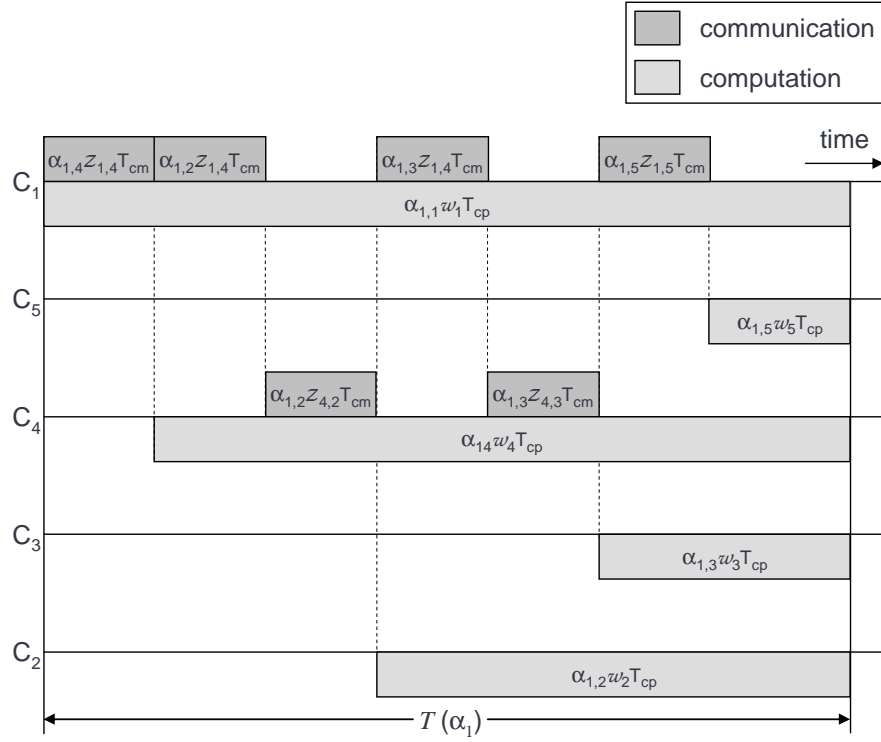 communication
computation
time
α1,4z1,4Tcm α1,2z1,4Tcm α1,3z1,4Tcm α1,5z1,5Tcm
C1
α1,1w1Tcp
C5
α1,5w5Tcp
α1,2z4,2Tcm α1,3z4,3Tcm
C4
α14w4Tcp
C3
α1,3w3Tcp
C2
α1,2w2Tcp
T (α1)